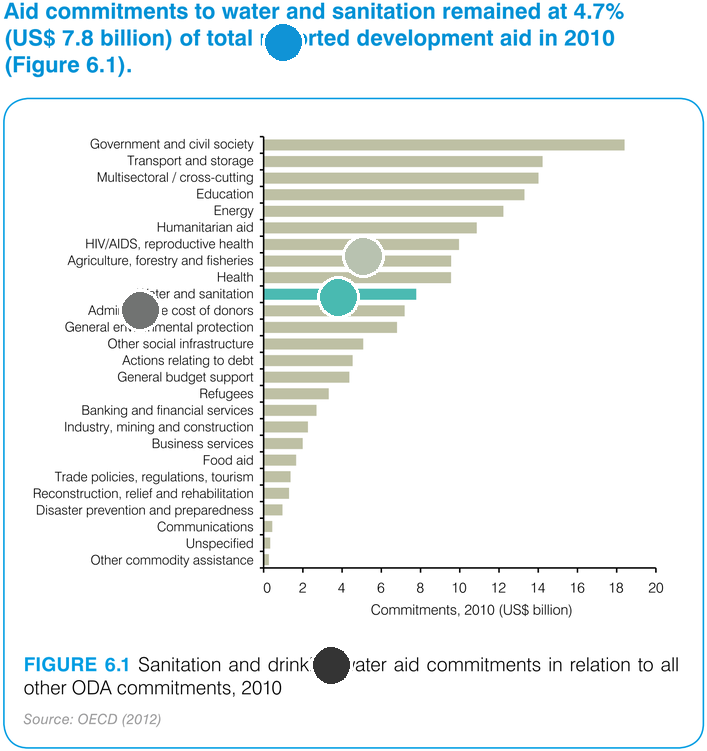 Aid commitments to water and sanitation remained at 4.7%
(US$ 7.8 billion) of total development aid in 2010
(Figure 6.1).
Government and civil society
Transport and storage
Multisectoral / cross-cutting
Education
Energy
Humanitarian aid
HIV/AIDS, reproductive health
Agriculture, forestry and fisheries
Health
and sanitation
cost of donors
General protection
Other social infrastructure
Actions relating to debt
General budget support
Refugees
Banking and financial services
Industry, mining and construction
Business services
Food aid
Trade policies, regulations, tourism
Reconstruction, relief and rehabilitation
Disaster prevention and preparedness
Communications
Unspecified
Other commodity assistance
0 2 4 6 8 10 12 14 16 18 20
Commitments, 2010 (US$ billion)
FIGURE 6.1 Sanitation and aid commitments in relation to all
other ODA commitments, 2010
Source: OECD (2012)